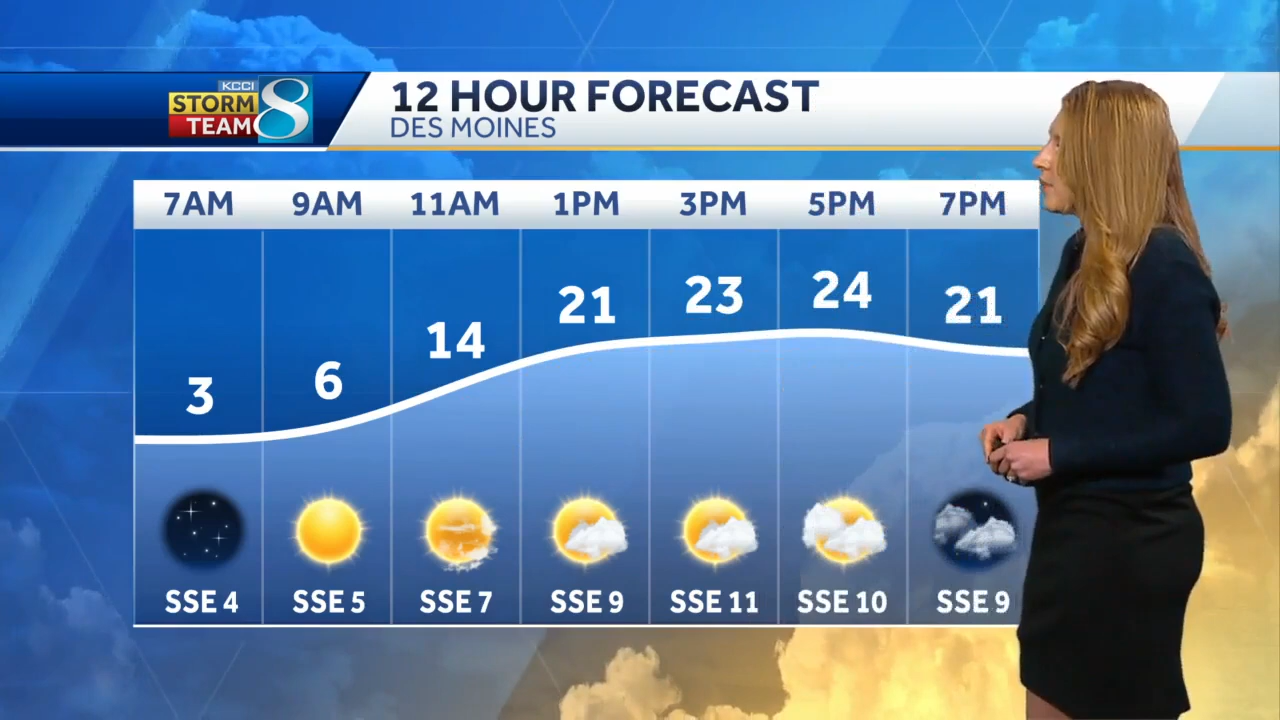 KCCI
STORM
TEAM 8
12 HOUR FORECAST
DES MOINES
7AM 9AM 11AM 1PM 3PM 5PM 7PM
3 6 14 21 23 24 21
SSE 4 SSE 5 SSE 7 SSE 9 SSE 11 SSE 10 SSE 9